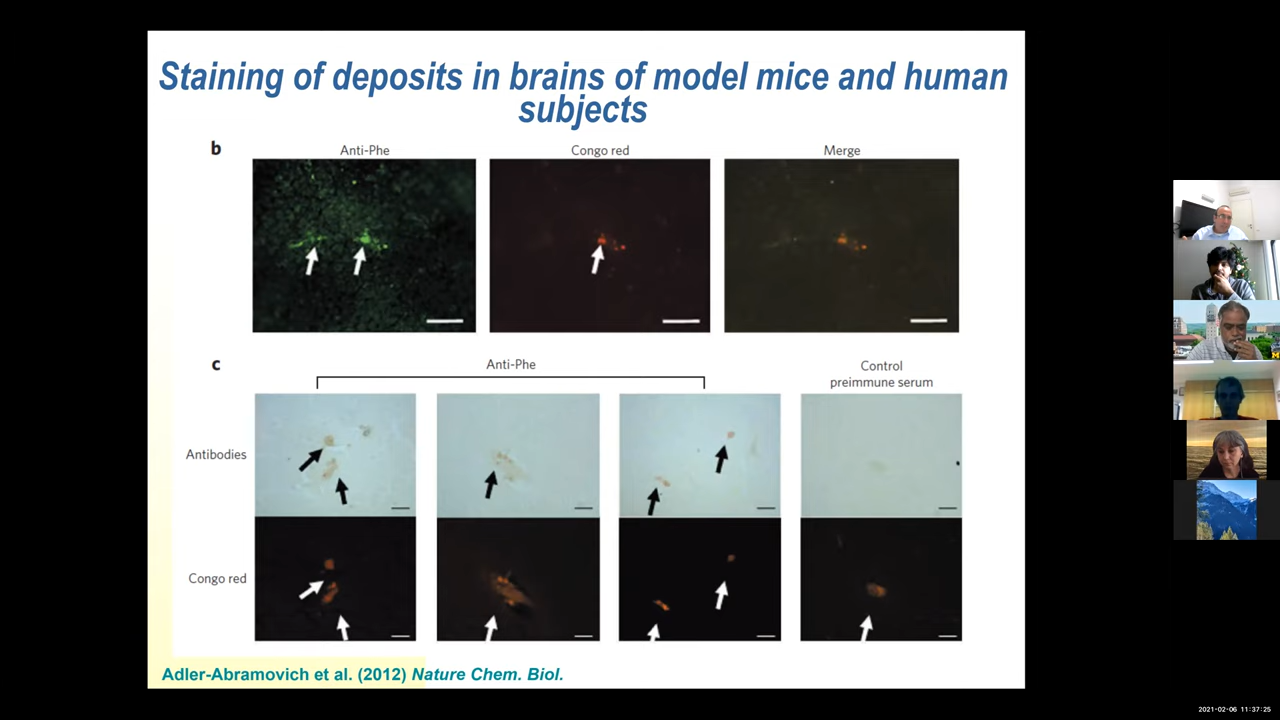 Staining of deposits in brains of model mice and human
subjects
b
Anti-Phe
Congo red
Merge
c
Anti-Phe
Control
preimmune serum
Antibodies
Congo red
Adler-Abramovich et al. (2012) Nature Chem. Biol.
M
2021-02-06 11:37:25